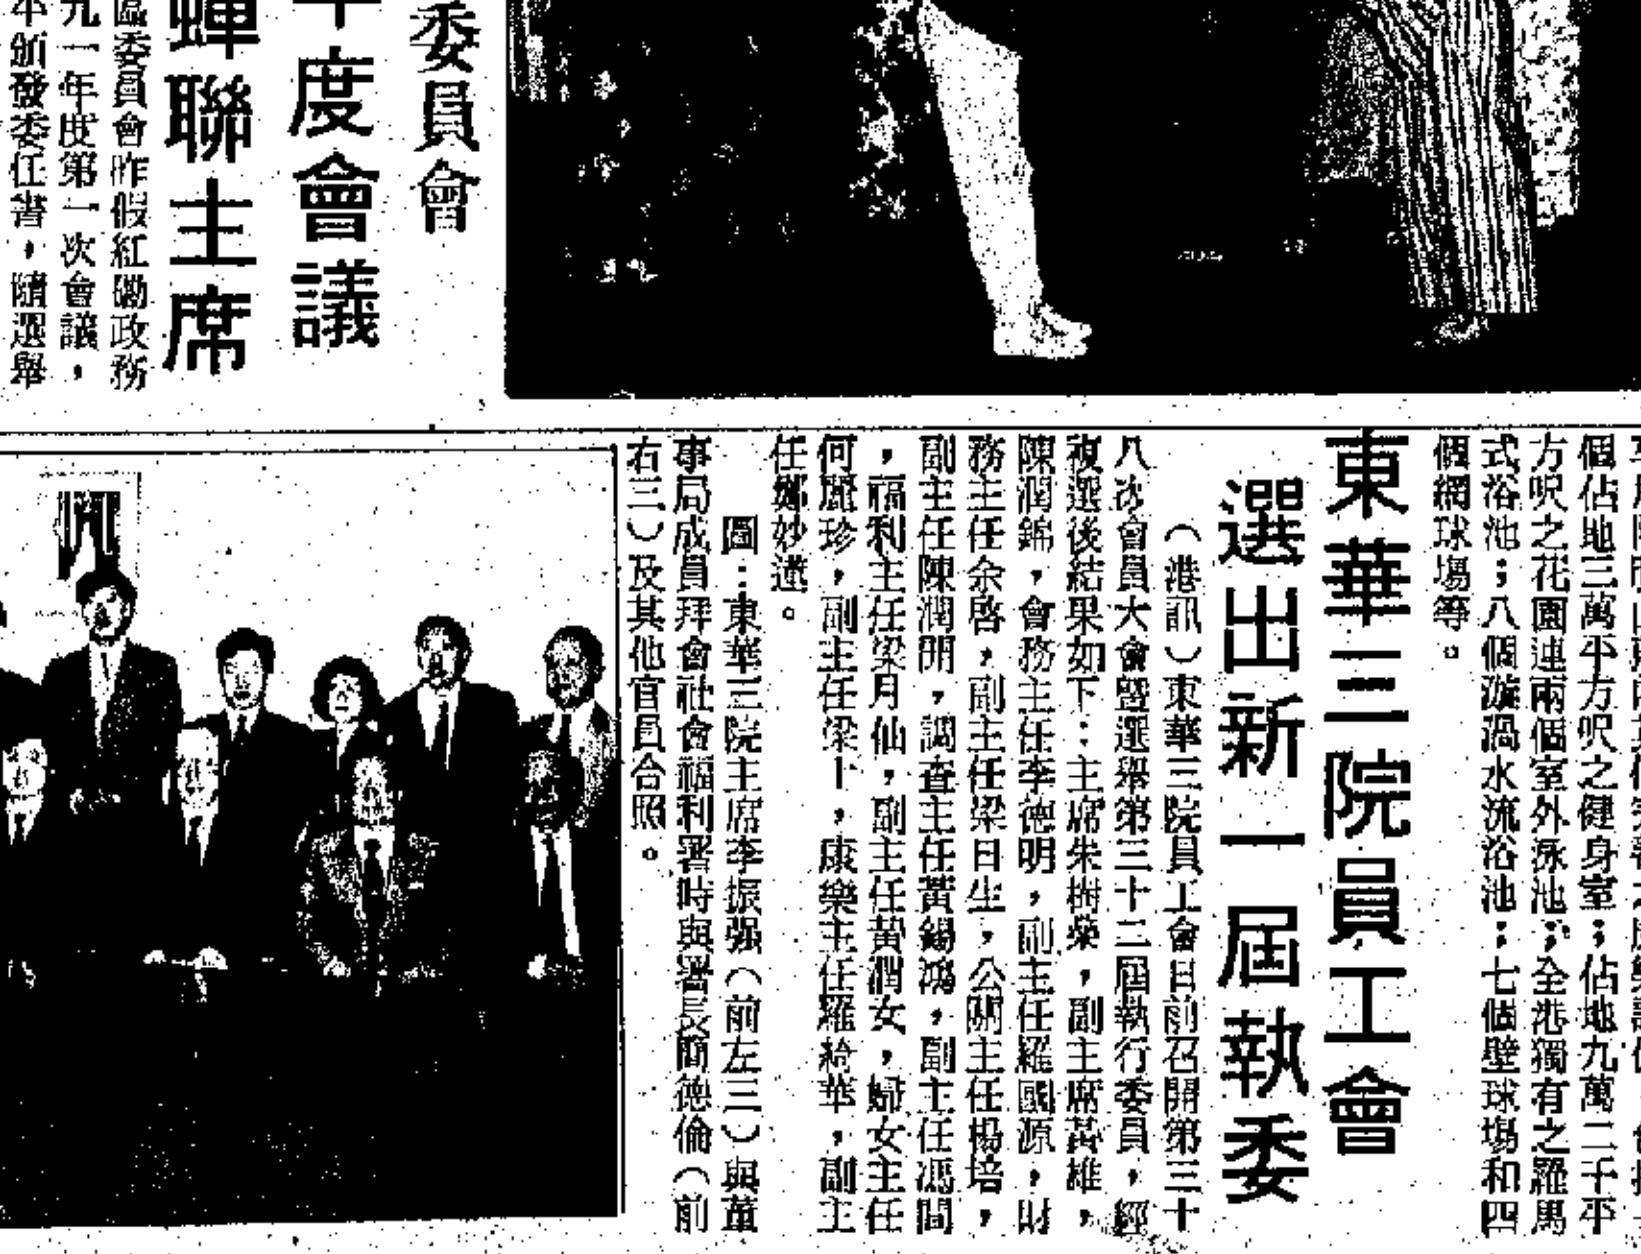 個佔地三萬平方呎之健身室；佔地九萬二千平
方呎之花園連兩個室外泳池；全港獨有之羅馬
式浴池；八個漩渦水流浴池；七個壁球塲和四
個網球塲等。
東華三院員工會
選出新一屆執委
（港訊）東華三院員工會日前召開第三十
八次會員大會暨選舉第三十二屆執行委員，經
複選後結果如下：主席朱樹榮，副主席黃維，
陳潤錦，會務主任李德明，副主任羅國源，財
務主任余啓，副主任梁日生，公關主任楊培，
副主任陳潤開，調查主任黃錫鴻，副主任馮間
，福利主任梁月仙，副主任黃潤女，婦女主任
何麗珍，副主任梁十，康樂主任羅給華，副主
任鄭妙蓮。
圖：東華三院主席李振强（前左三）與董
事局成員拜會社會福利署時與署長簡德倫（前
右三）及其他官員合照。
委員會
年度會議
蟬聯主席
區委員會昨假紅磡政務
九一年度第一次會議，
頒發委任書，隨選舉